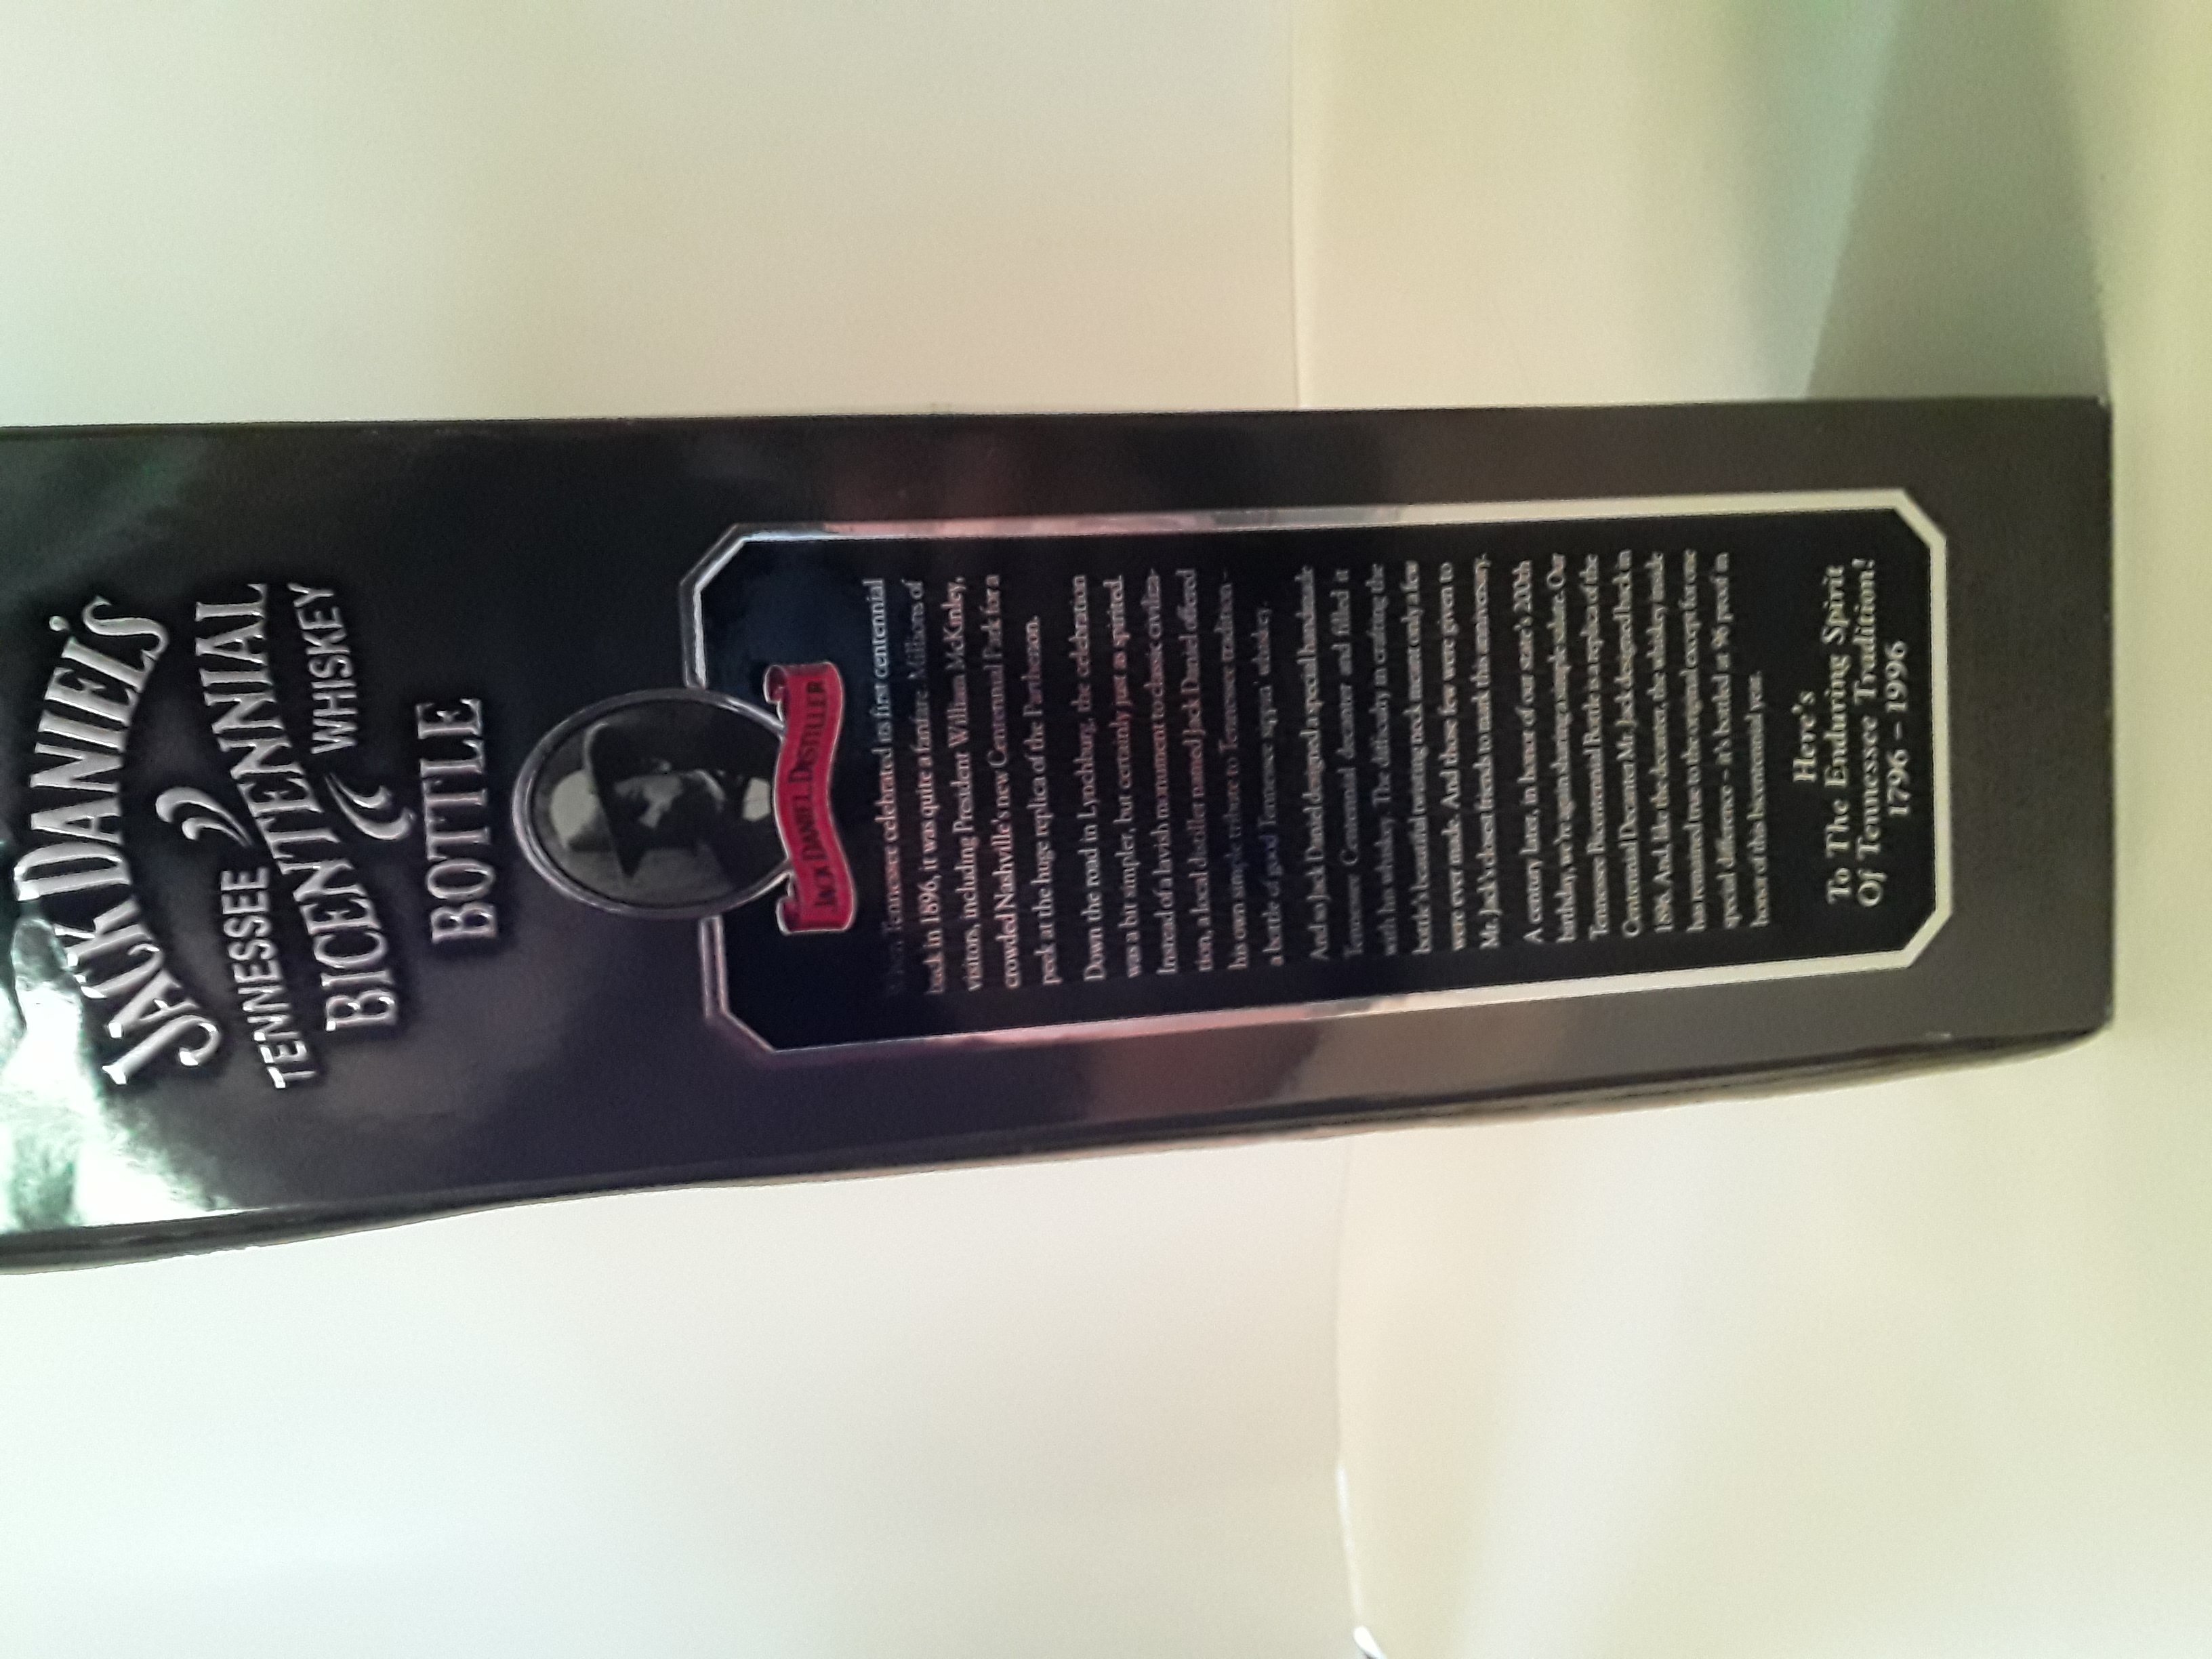 JACK DANIEL'S
TENNESSEE WHISKEY
TENNESSEE
BICENTENNIAL
BOTTLE
JACK DANIEL DISTILLER
When Tennessee celebrated its first centennial
back in 1896, it was quite a fanfare. Millions of
visitors, including President William McKinley,
crowded Nashville's new Centennial Park for a
peek at the huge replica of the Parthenon.
Down the road in Lynchburg, the celebration
was a bit simpler, but certainly just as spirited.
Instead of a lavish monument to classic civiliza-
tion, a local distiller named Jack Daniel offered
his own simple tribute to Tennessee tradition -
a bottle of good Tennessee sippin' whiskey.
And so Jack Daniel designed a special handmade
Tennessee Centennial decanter and filled it
with his whiskey. The difficulty in crafting the
bottle's beautiful twisting neck meant only a few
were ever made. And those few were given to
Mr. Jack's closest friends to mark this anniversary.
A century later, in honor of our state's 200th
birthday, we're again sharing a simple salute. Our
Tennessee Bicentennial Bottle is a replica of the
Centennial Decanter Mr. Jack designed back in
1896. And, like the decanter, the whiskey inside
has remained true to the original except for one
special difference - it's bottled at 96 proof in
honor of this bicentennial year.
Here's
To The Enduring Spirit
Of Tennessee Tradition!
1796 - 1996